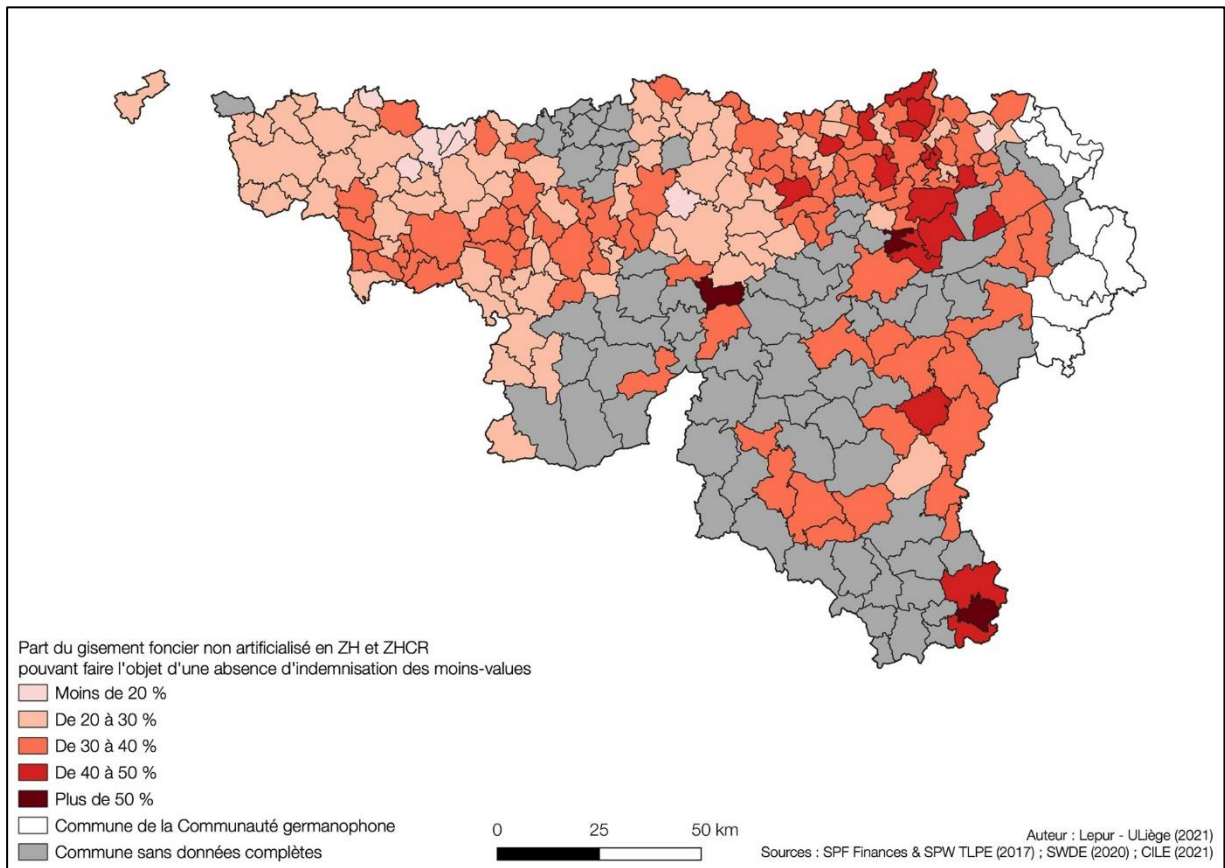 Part du gisement foncier non artificialisé en ZH et ZHCR
pouvant faire l'objet d'une absence d'indemnisation des moins-values
Moins de 20 %
De 20 à 30 %
De 30 à 40 %
De 40 à 50 %
Plus de 50 %
Commune de la Communauté germanophone
Commune sans données complètes
0 25 50 km
Auteur : Lepur - ULiège (2021)
Sources : SPF Finances & SPW TLPE (2017) ; SWDE (2020) ; CILE (2021)